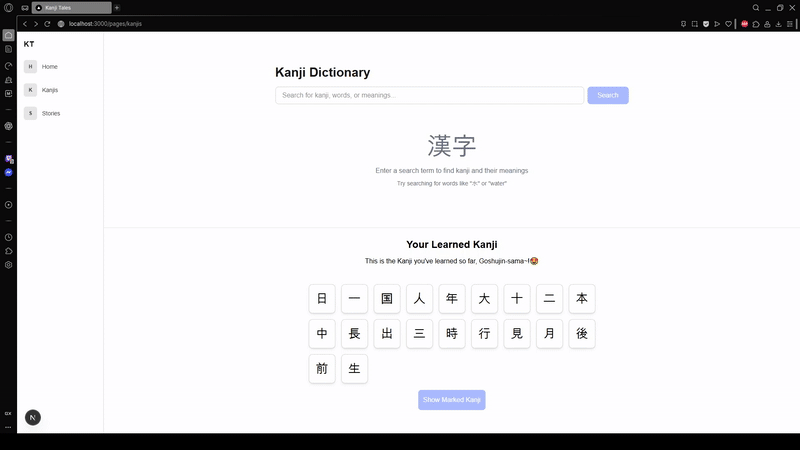 Kanji Tales
localhost:3000/pages/kanjis
KT
H Home
K Kanjis
S Stories
Kanji Dictionary
Search for kanji, words, or meanings...
Search
漢字
Enter a search term to find kanji and their meanings
Try searching for words like "水" or "water"
Your Learned Kanji
This is the Kanji you've learned so far, Goshujin-sama~!😍
日 一 国 人 年 大 十 二 本
中 長 出 三 時 行 見 月 後
前 生
Show Marked Kanji
N